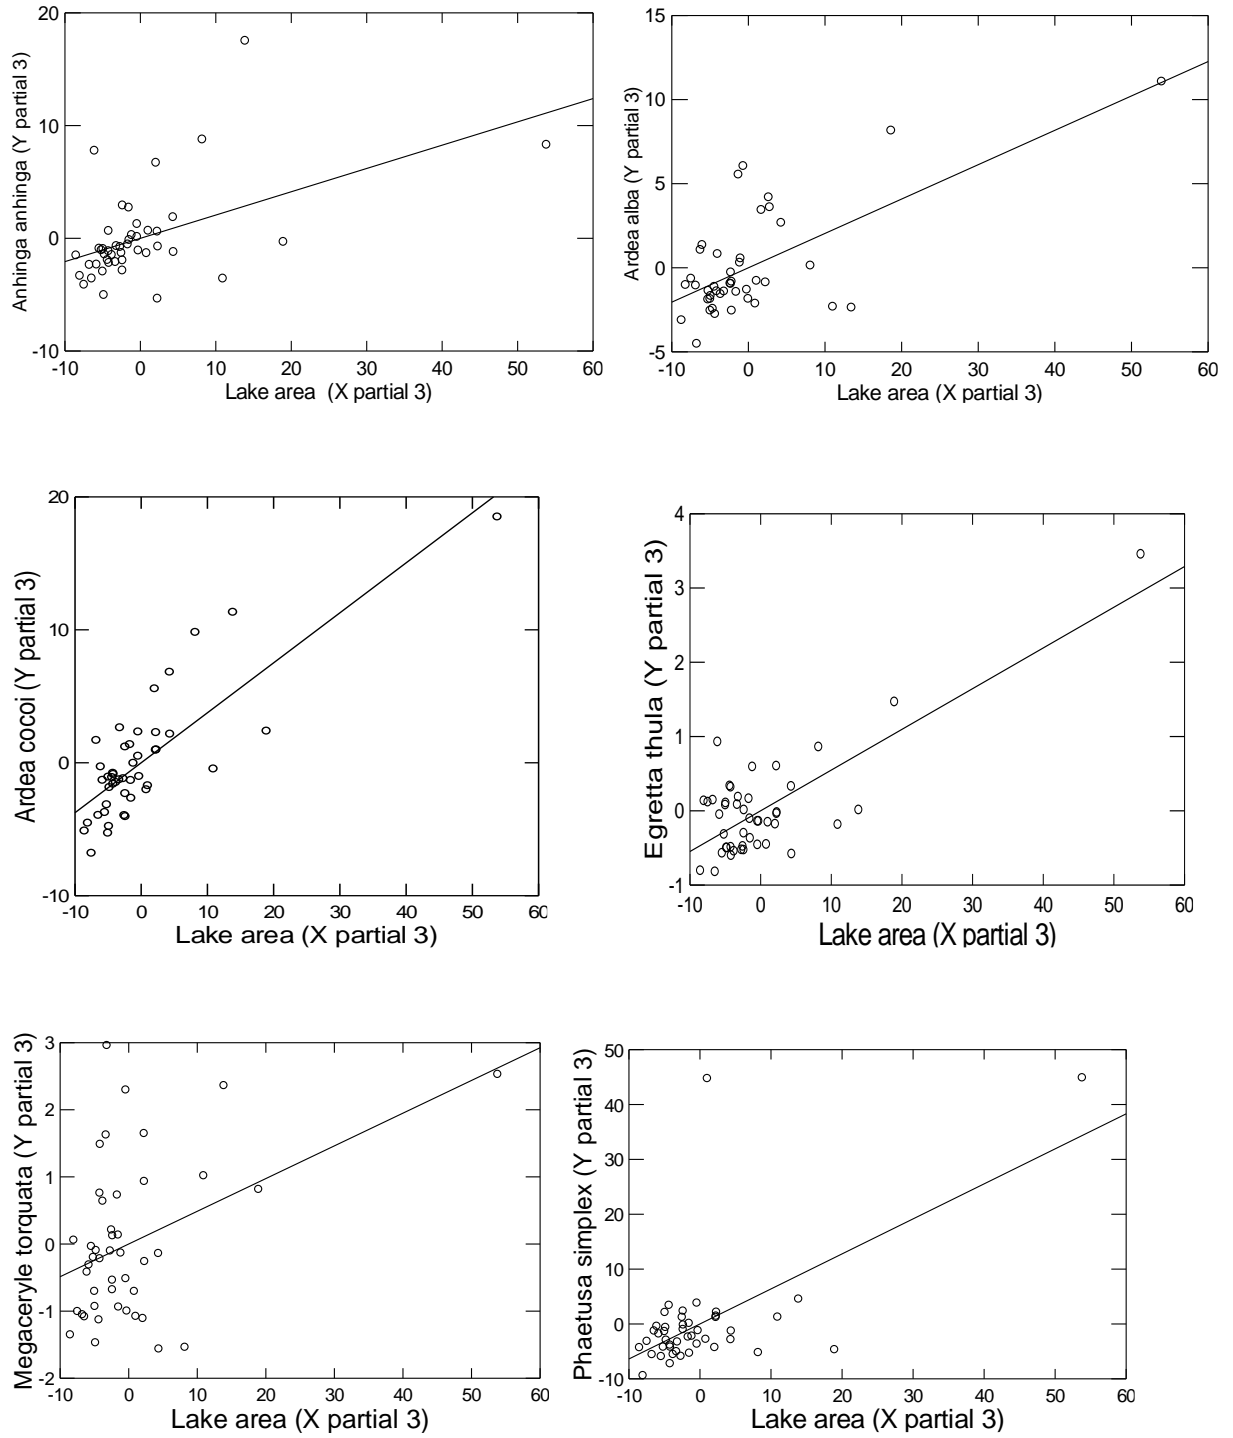 20
10
0
-10
Anhinga anhinga (Y partial 3)
-10 0 10 20 30 40 50 60
Lake area (X partial 3)
15
10
5
0
-5
Ardea alba (Y partial 3)
-10 0 10 20 30 40 50 60
Lake area (X partial 3)
20
10
0
-10
Ardea cocoi (Y partial 3)
-10 0 10 20 30 40 50 60
Lake area (X partial 3)
4
3
2
1
0
-1
Egretta thula (Y partial 3)
-10 0 10 20 30 40 50 60
Lake area (X partial 3)
3
2
1
0
-1
-2
Megaceryle torquata (Y partial 3)
-10 0 10 20 30 40 50 60
Lake area (X partial 3)
50
40
30
20
10
0
-10
Phaetusa simplex (Y partial 3)
-10 0 10 20 30 40 50 60
Lake area (X partial 3)